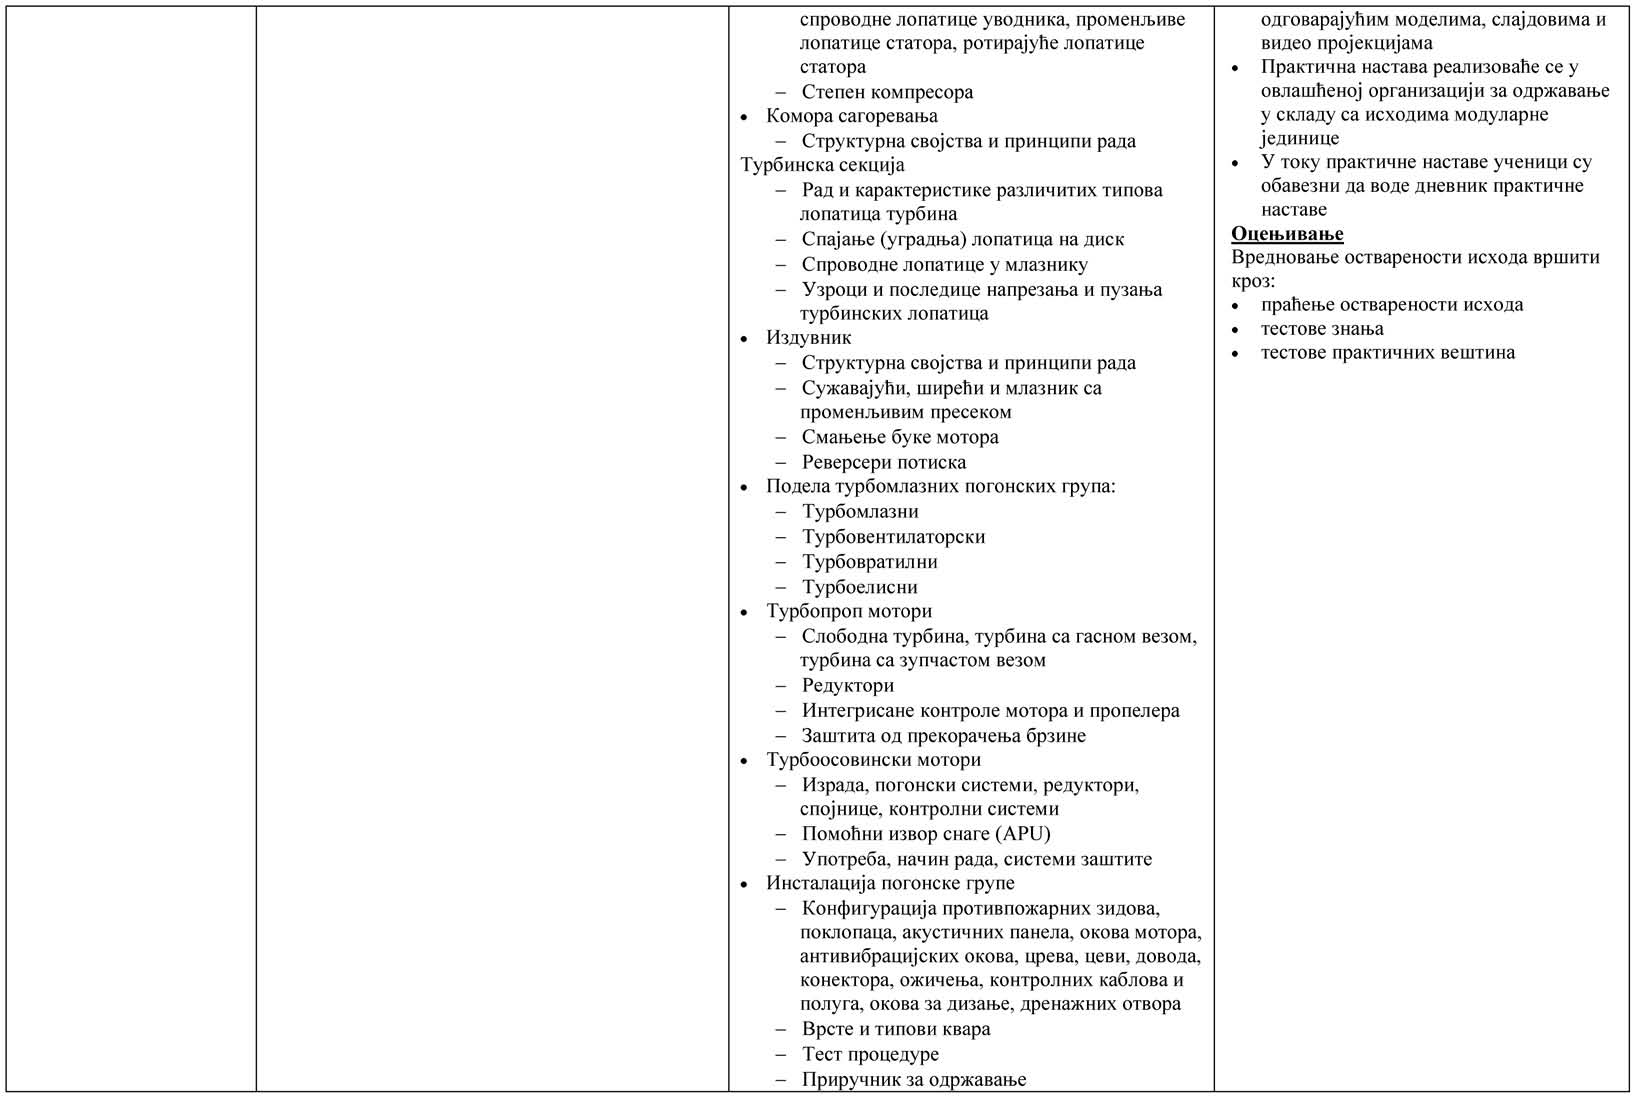 спроводне лопатице уводника, променљиве
лопатице статора, ротирајуће лопатице
статора
– Степен компресора
• Комора сагоревања
– Структурна својства и принципи рада
Турбинска секција
– Рад и карактеристике различитих типова
лопатица турбина
– Спајање (уградња) лопатица на диск
– Спроводне лопатице у млазнику
– Узроци и последице напрезања и пузања
турбинских лопатица
• Издувник
– Структурна својства и принципи рада
– Сужавајући, ширећи и млазник са
променљивим пресеком
– Смањење буке мотора
– Реверсери потиска
• Подела турбомлазних погонских група:
– Турбомлазни
– Турбовентилаторски
– Турбовратилни
– Турбоелисни
• Турбопроп мотори
– Слободна турбина, турбина са гасном везом,
турбина са зупчастом везом
– Редуктори
– Интегрисане контроле мотора и пропелера
– Заштита од прекорачења брзине
• Турбоосовински мотори
– Израда, погонски системи, редуктори,
спојнице, контролни системи
– Помоћни извор снаге (APU)
– Употреба, начин рада, системи заштите
• Инсталација погонске групе
– Конфигурација противпожарних зидова,
поклопаца, акустичних панела, окова мотора,
антивибрацијских окова, црева, цеви, довода,
конектора, ожичења, контролних каблова и
полуга, окова за дизање, дренажних отвора
– Врсте и типови квара
– Тест процедуре
– Приручник за одржавање
одговарајућим моделима, слајдовима и
видео пројекцијама
• Практична настава реализоваће се у
овлашћеној организацији за одржавање
у складу са исходима модуларне
јединице
• У току практичне наставе ученици су
обавезни да воде дневник практичне
наставе
Оцењивање
Вредновање остварености исхода вршити
кроз:
• праћење остварености исхода
• тестове знања
• тестове практичних вештина